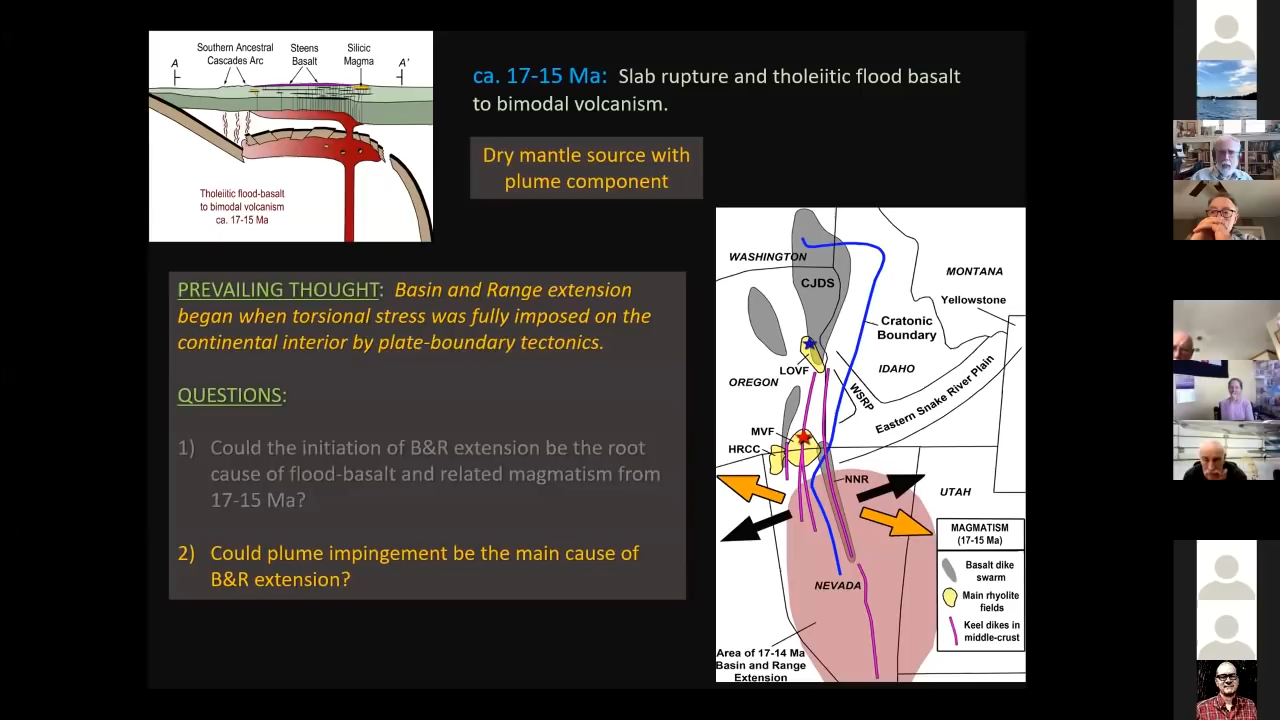 Southern Ancestral
Cascades Arc
Steens
Basalt
Silicic
Magma
A
A'
Tholeiitic flood-basalt
to bimodal volcanism
ca. 17-15 Ma
ca. 17-15 Ma: Slab rupture and tholeiitic flood basalt
to bimodal volcanism.
Dry mantle source with
plume component
PREVAILING THOUGHT: Basin and Range extension
began when torsional stress was fully imposed on the
continental interior by plate-boundary tectonics.
QUESTIONS:
1) Could the initiation of B&R extension be the root
cause of flood-basalt and related magmatism from
17-15 Ma?
2) Could plume impingement be the main cause of
B&R extension?
WASHINGTON
MONTANA
CJDS
Yellowstone
Cratonic
Boundary
LOVF
IDAHO
OREGON
WSRP
Eastern Snake River Plain
MVF
HRCC
NNR
UTAH
NEVADA
Area of 17-14 Ma
Basin and Range
Extension
MAGMATISM
(17-15 Ma)
Basalt dike
swarm
Main rhyolite
fields
Keel dikes in
middle-crust